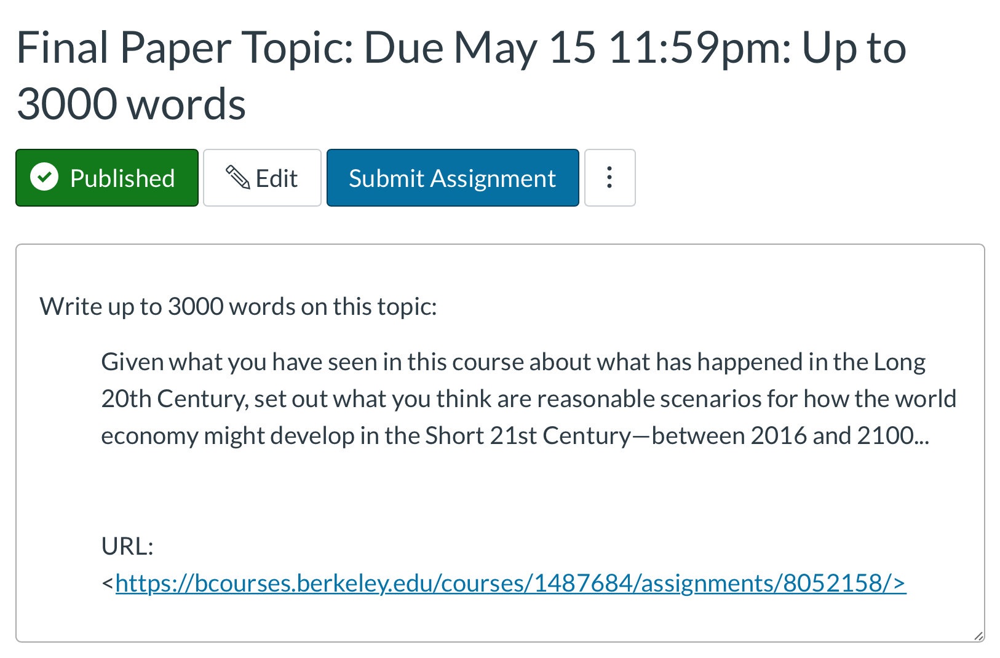 Final Paper Topic: Due May 15 11:59pm: Up to
3000 words
Published Edit Submit Assignment
Write up to 3000 words on this topic:
Given what you have seen in this course about what has happened in the Long
20th Century, set out what you think are reasonable scenarios for how the world
economy might develop in the Short 21st Century—between 2016 and 2100...
URL:
<https://bcourses.berkeley.edu/courses/1487684/assignments/8052158/>